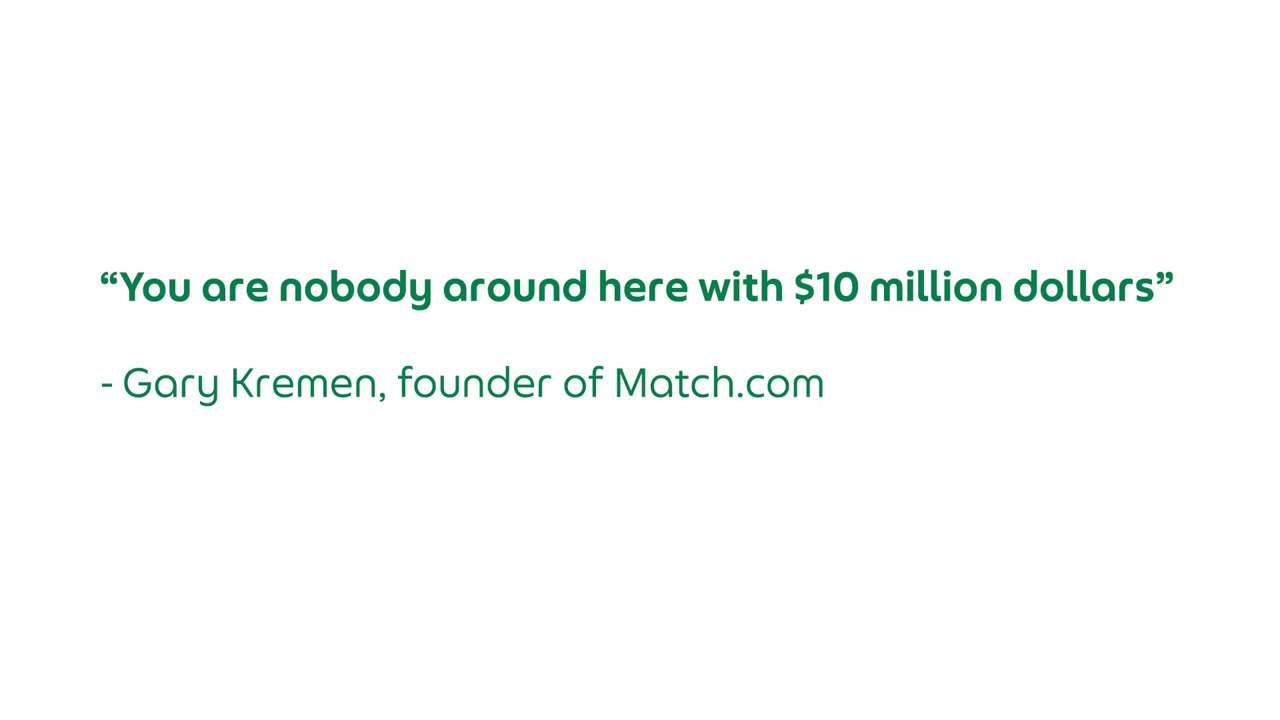 “You are nobody around here with $10 million dollars”
- Gary Kremen, founder of Match.com